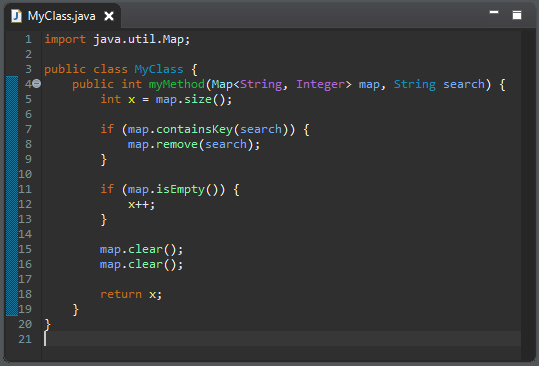 MyClass.java
1 import java.util.Map;
2
3 public class MyClass {
4     public int myMethod(Map<String, Integer> map, String search) {
5         int x = map.size();
6
7         if (map.containsKey(search)) {
8             map.remove(search);
9         }
10
11         if (map.isEmpty()) {
12             x++;
13         }
14
15         map.clear();
16         map.clear();
17
18         return x;
19     }
20 }
21